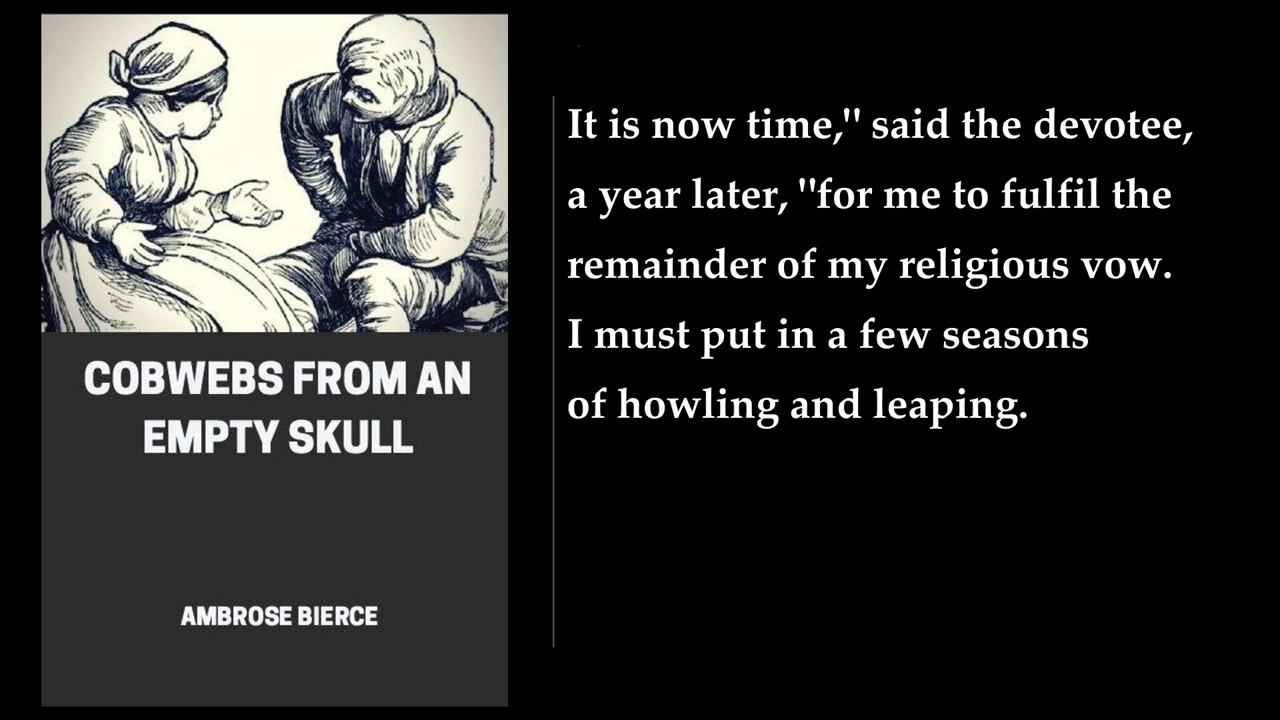 COBWEBS FROM AN
EMPTY SKULL
AMBROSE BIERCE
It is now time," said the devotee,
a year later, "for me to fulfil the
remainder of my religious vow.
I must put in a few seasons
of howling and leaping.